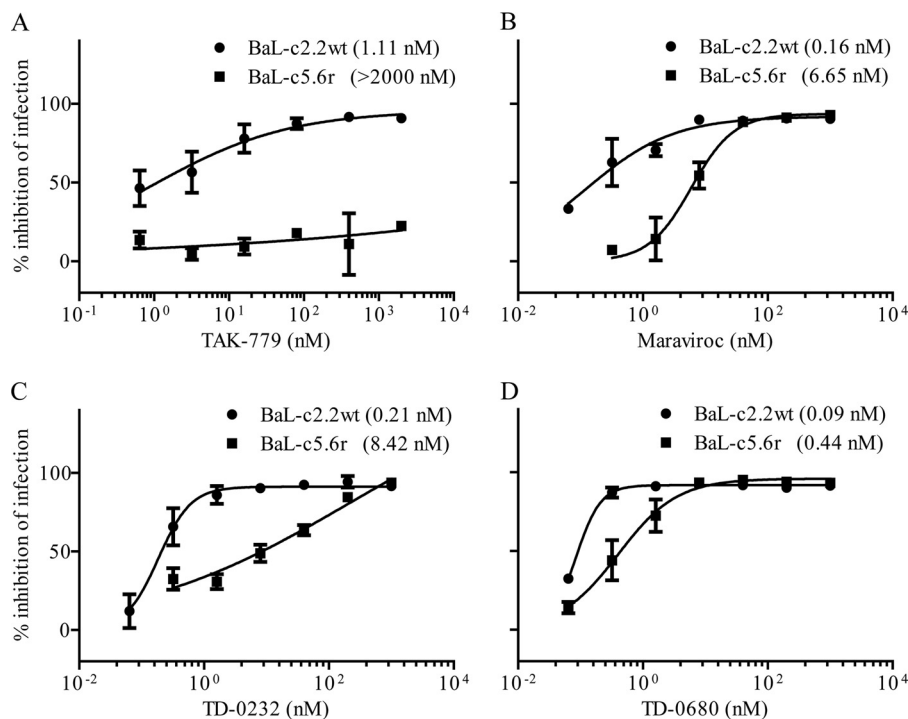 A
BaL-c2.2wt (1.11 nM)
BaL-c5.6r (>2000 nM)
% inhibition of infection
100
50
0
10⁻¹ 10⁰ 10¹ 10² 10³ 10⁴
TAK-779 (nM)
B
BaL-c2.2wt (0.16 nM)
BaL-c5.6r (6.65 nM)
100
50
0
10⁻² 10⁰ 10² 10⁴
Maraviroc (nM)
C
BaL-c2.2wt (0.21 nM)
BaL-c5.6r (8.42 nM)
% inhibition of infection
100
50
0
10⁻² 10⁰ 10² 10⁴
TD-0232 (nM)
D
BaL-c2.2wt (0.09 nM)
BaL-c5.6r (0.44 nM)
100
50
0
10⁻² 10⁰ 10² 10⁴
TD-0680 (nM)